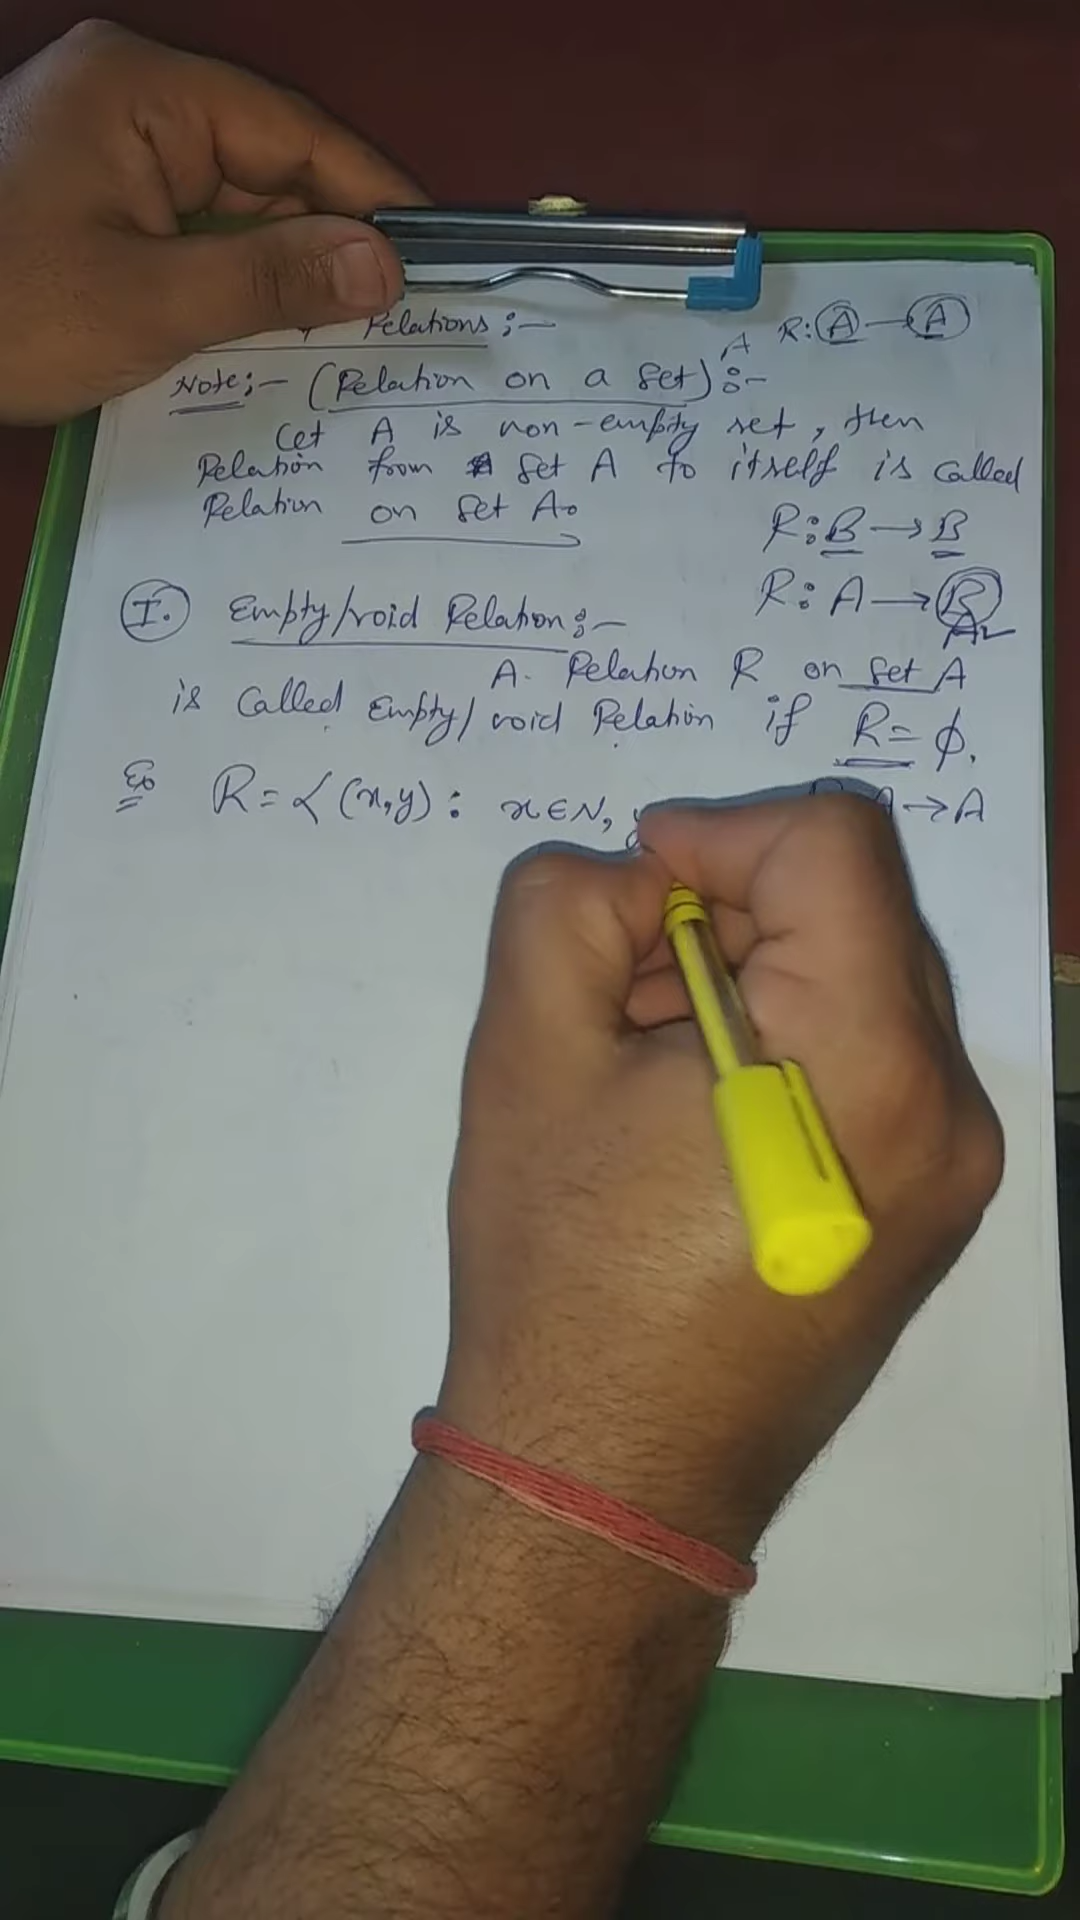 Relations :-
A R: A → A
Note :- (Relation on a set) :-
Let A is non-empty set, then
Relation from set A to itself is called
Relation on set A.
R: B → B
R: A → B
I. Empty/void Relation :-
A. Relation R on set A
is called Empty/void Relation if R = ϕ.
R = { (x,y) : x ∈ N, y → A